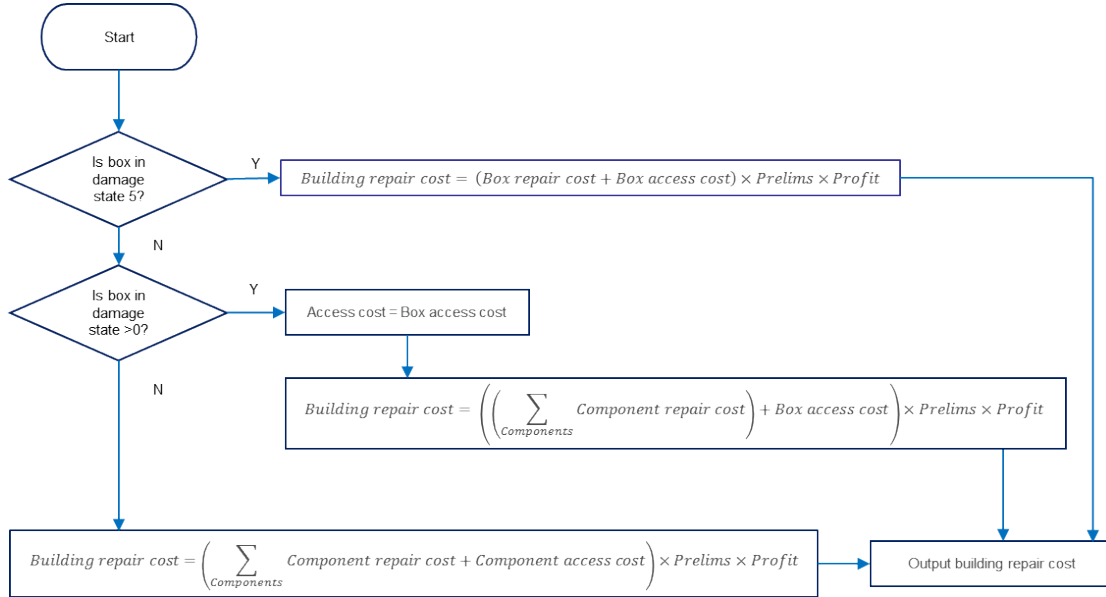 Start
Is box in
damage
state 5?
Y
Building repair cost = (Box repair cost + Box access cost) × Prelims × Profit
N
Is box in
damage
state >0?
Y
Access cost = Box access cost
N
Building repair cost = ((∑ Component repair cost) + Box access cost) × Prelims × Profit
Components
Building repair cost = (∑ Component repair cost + Component access cost) × Prelims × Profit
Components
Output building repair cost